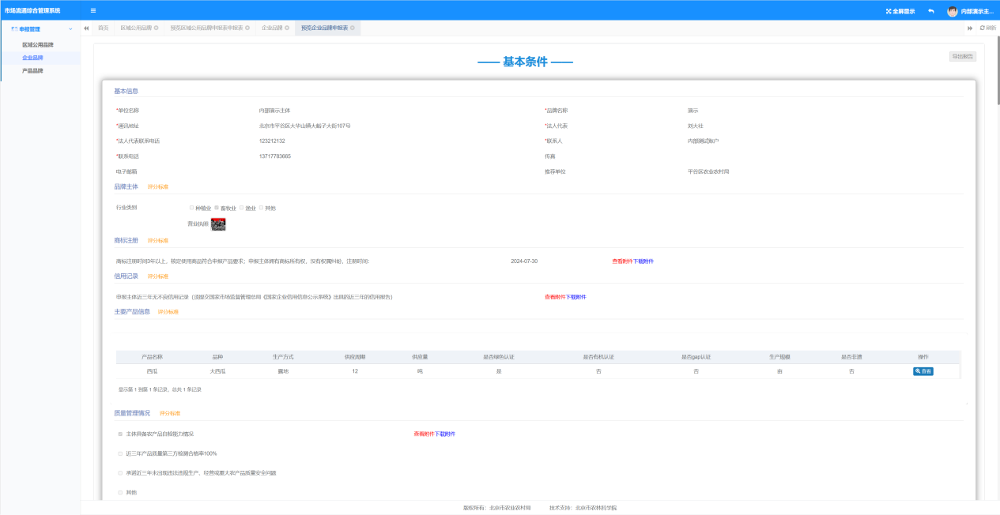 市场流通综合管理系统
全屏显示
内部演示主...
申报管理
区域公用品牌
企业品牌
产品品牌
首页
区域公用品牌
预览区域公用品牌申报表申报表
企业品牌
预览企业品牌申报表
刷新
基本条件
导出报告
基本信息
*单位名称 内部演示主体 *品牌名称 演示
*通讯地址 北京市平谷区大华山镇大峪子大街107号 *法人代表 刘大壮
*法人代表联系电话 123212132 *联系人 内部测试账户
*联系电话 13717783665 传真
电子邮箱 推荐单位 平谷区农业农村局
品牌主体 评分标准
行业类别 种植业 畜牧业 渔业 其他
营业执照
商标注册 评分标准
商标注册时间3年以上，核定使用商品符合申报产品要求；申报主体拥有商标所有权，没有权属纠纷，注册时间: 2024-07-30 查看附件下载附件
信用记录 评分标准
申报主体近三年无不良信用记录（须提交国家市场监督管理总局《国家企业信用信息公示系统》出具的近三年的信用报告） 查看附件下载附件
主要产品信息 评分标准
产品名称 品种 生产方式 供应周期 供应量 是否绿色认证 是否有机认证 是否gap认证 生产规模 是否非遗 操作
西瓜 大西瓜 露地 12 吨 是 否 否 亩 否 查看
显示第 1 到第 1 条记录，总共 1 条记录
质量管理情况 评分标准
主体具备农产品自检能力情况 查看附件下载附件
近三年产品质量第三方检测合格率100%
承诺近三年未出现违法违规生产、经营或重大农产品质量安全问题
其他
版权所有：北京市农业农村局 技术支持：北京市农林科学院